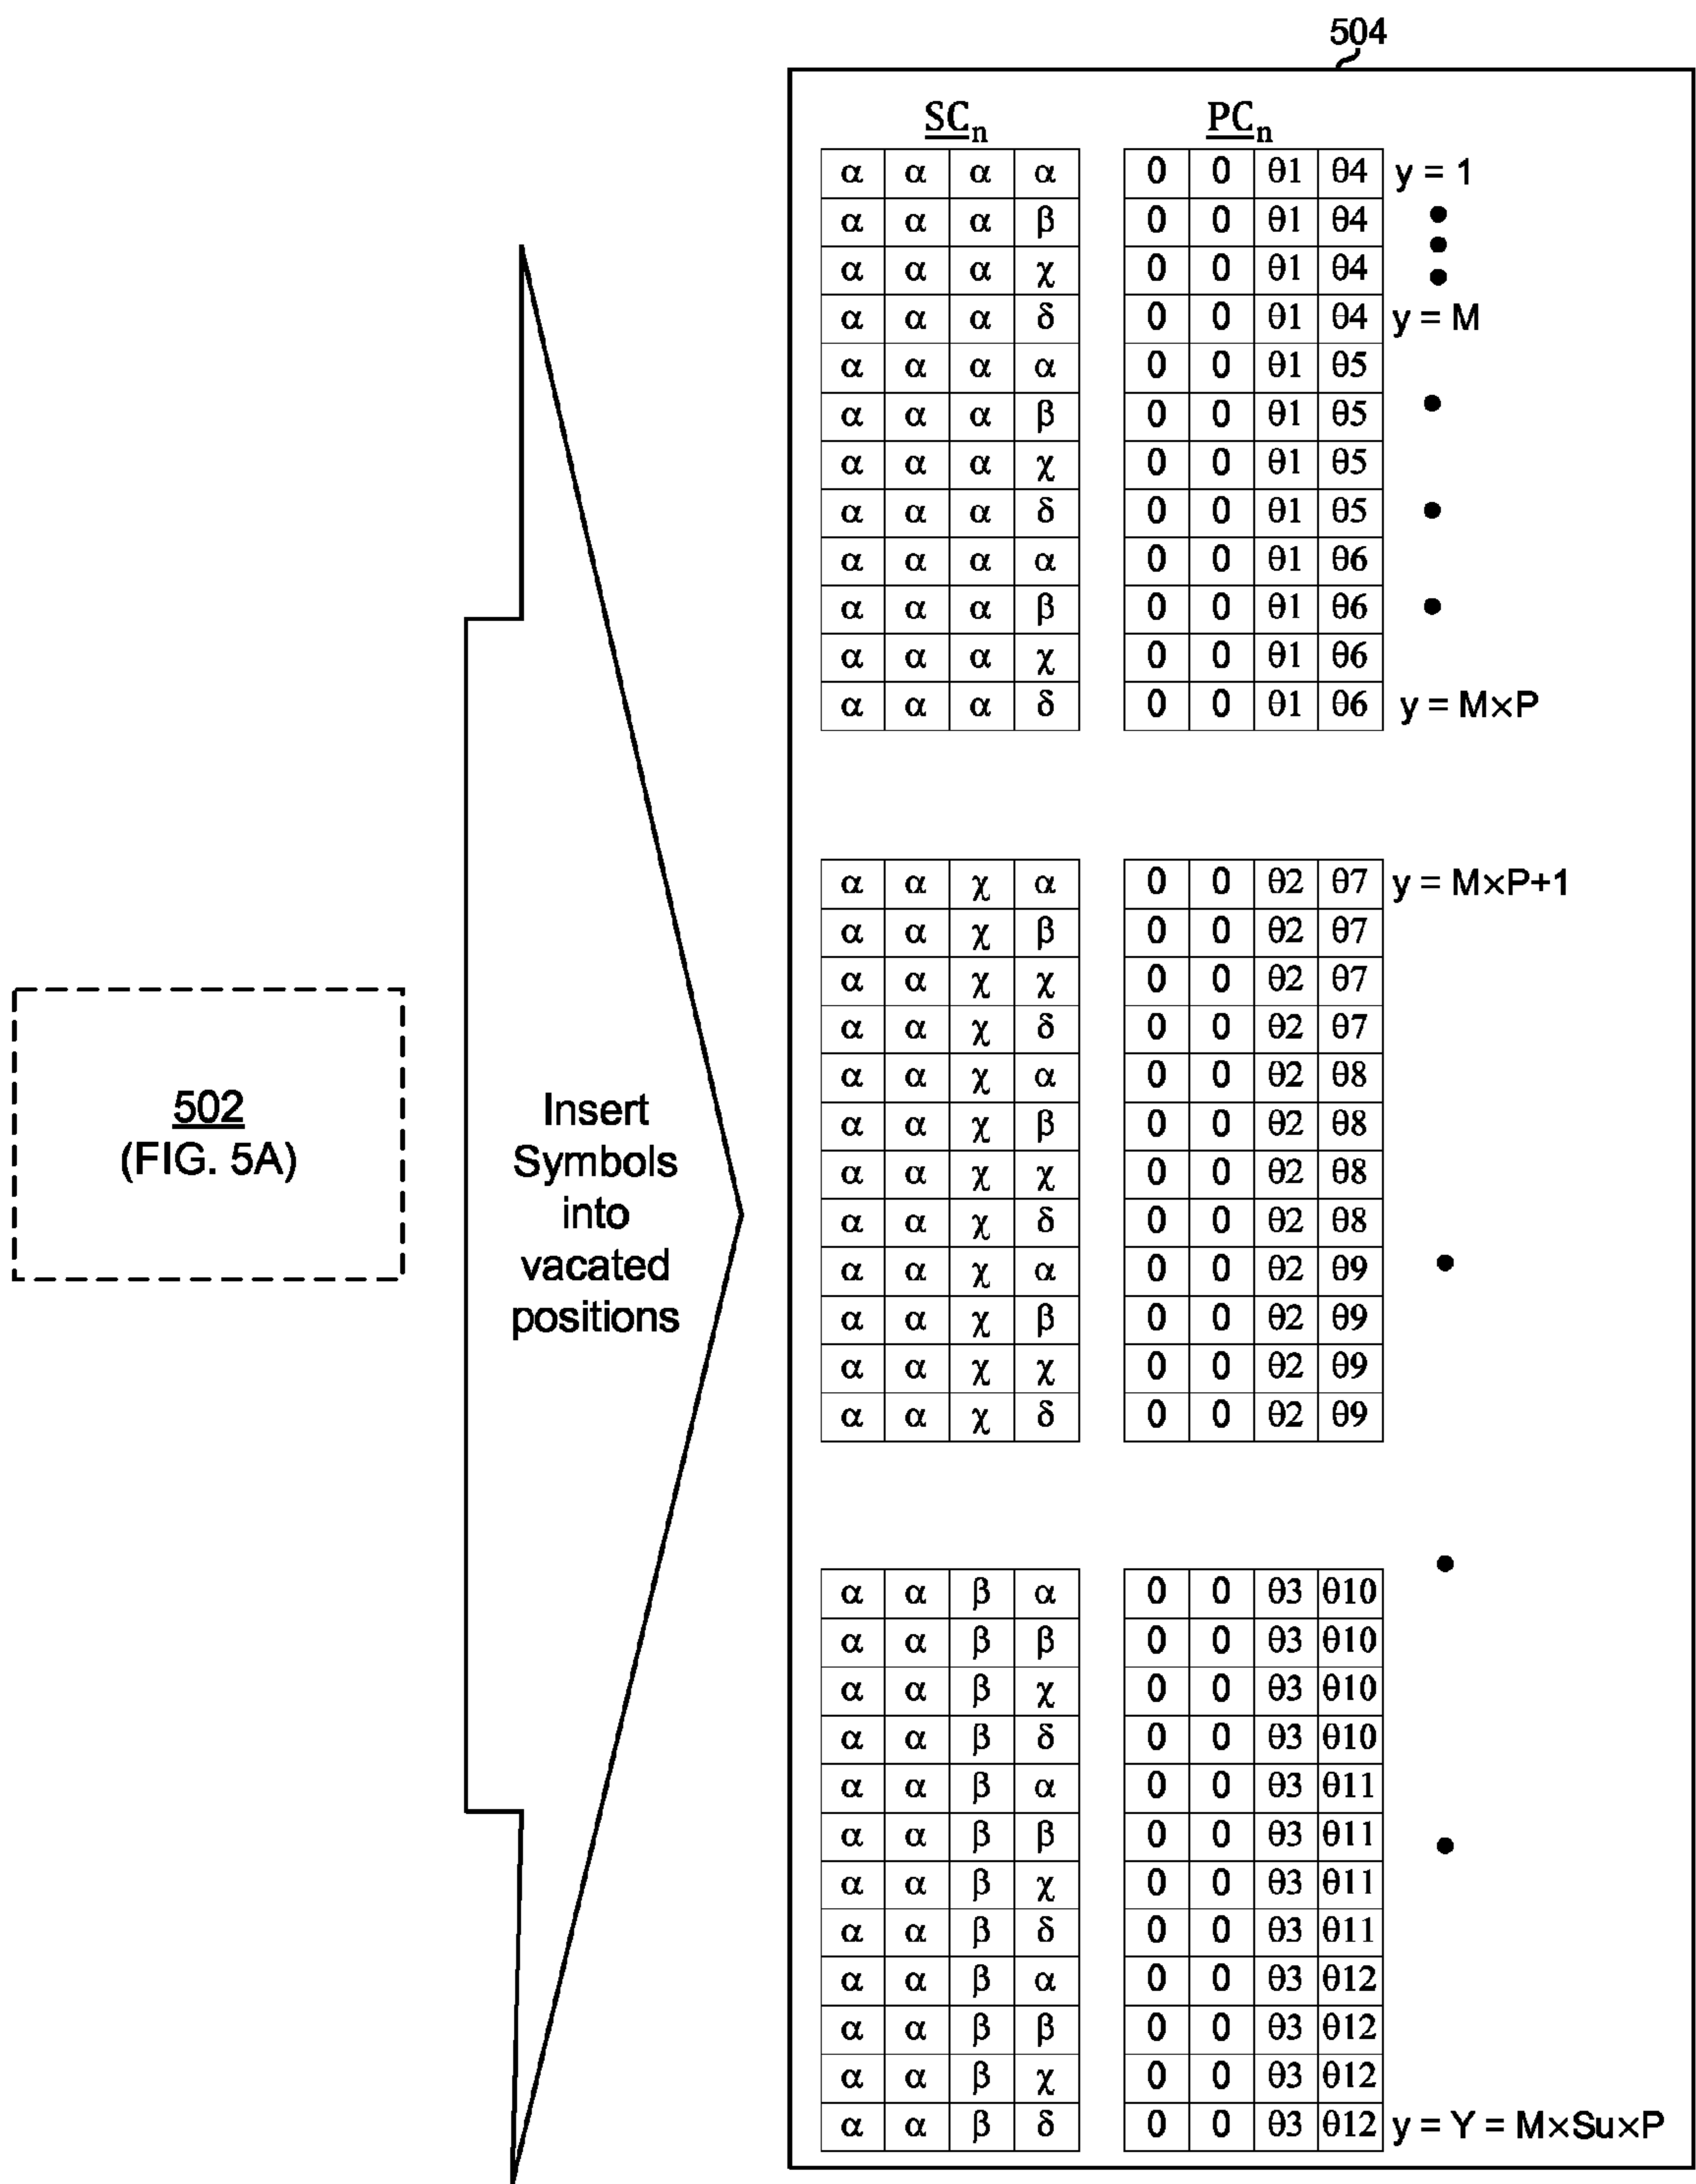 504
SCn PCn
α α α α 0 0 θ1 θ4 y = 1
α α α β 0 0 θ1 θ4
α α α χ 0 0 θ1 θ4
α α α δ 0 0 θ1 θ4 y = M
α α α α 0 0 θ1 θ5
α α α β 0 0 θ1 θ5
α α α χ 0 0 θ1 θ5
α α α δ 0 0 θ1 θ5
α α α α 0 0 θ1 θ6
α α α β 0 0 θ1 θ6
α α α χ 0 0 θ1 θ6
α α α δ 0 0 θ1 θ6 y = M×P
α α χ α 0 0 θ2 θ7 y = M×P+1
α α χ β 0 0 θ2 θ7
α α χ χ 0 0 θ2 θ7
α α χ δ 0 0 θ2 θ7
α α χ α 0 0 θ2 θ8
α α χ β 0 0 θ2 θ8
α α χ χ 0 0 θ2 θ8
α α χ δ 0 0 θ2 θ8
α α χ α 0 0 θ2 θ9
α α χ β 0 0 θ2 θ9
α α χ χ 0 0 θ2 θ9
α α χ δ 0 0 θ2 θ9
α α β α 0 0 θ3 θ10
α α β β 0 0 θ3 θ10
α α β χ 0 0 θ3 θ10
α α β δ 0 0 θ3 θ10
α α β α 0 0 θ3 θ11
α α β β 0 0 θ3 θ11
α α β χ 0 0 θ3 θ11
α α β δ 0 0 θ3 θ11
α α β α 0 0 θ3 θ12
α α β β 0 0 θ3 θ12
α α β χ 0 0 θ3 θ12
α α β δ 0 0 θ3 θ12 y = Y = M×Su×P
502
(FIG. 5A)
Insert
Symbols
into
vacated
positions